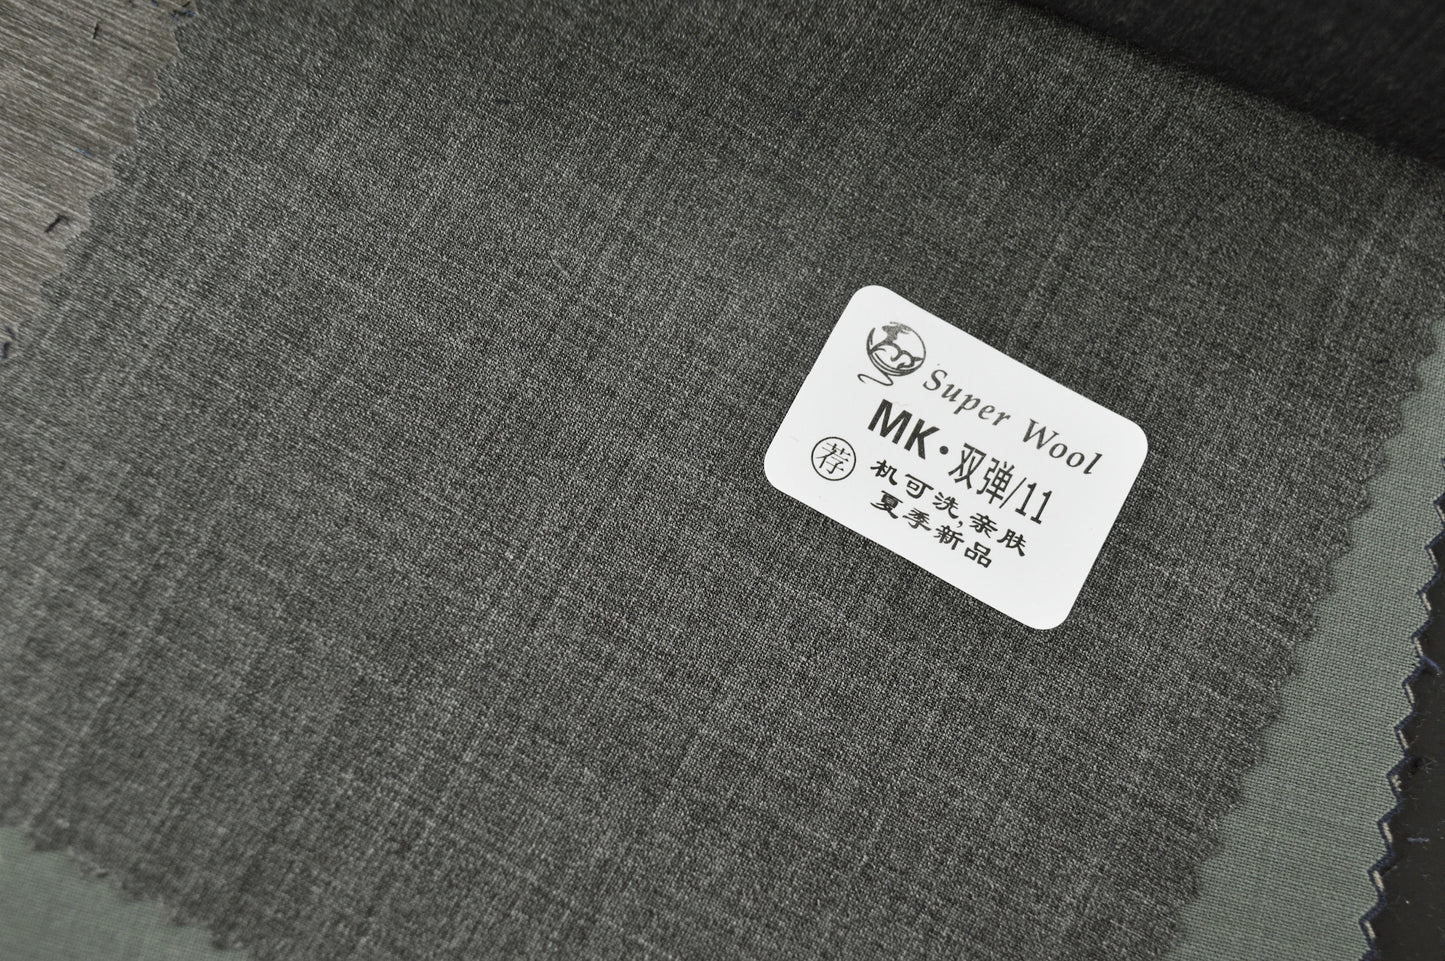 Super Wool
MK·双弹/11
荐
机可洗,亲肤
夏季新品